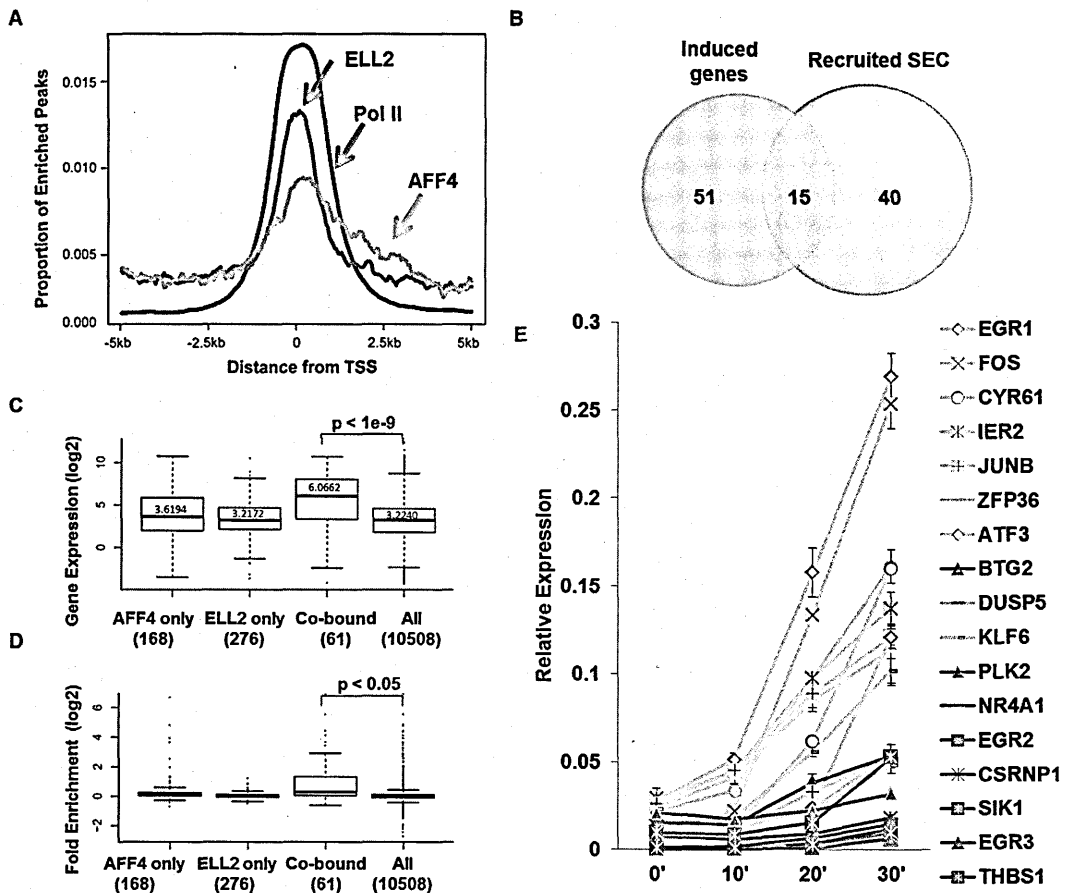 A
Proportion of Enriched Peaks
0.015
0.010
0.005
0.000
ELL2
Pol II
AFF4
-5kb
-2.5kb
0
2.5kb
5kb
Distance from TSS
B
Induced
genes
Recruited SEC
51
15
40
C
Gene Expression (log2)
10
5
0
p < 1e-9
3.6194
3.2172
6.0662
3.2240
AFF4 only
(168)
ELL2 only
(276)
Co-bound
(61)
All
(10508)
D
Fold Enrichment (log2)
6
4
2
0
-2
p < 0.05
AFF4 only
(168)
ELL2 only
(276)
Co-bound
(61)
All
(10508)
E
Relative Expression
0.3
0.25
0.2
0.15
0.1
0.05
0
0'
10'
20'
30'
EGR1
FOS
CYR61
IER2
JUNB
ZFP36
ATF3
BTG2
DUSP5
KLF6
PLK2
NR4A1
EGR2
CSRNP1
SIK1
EGR3
THBS1